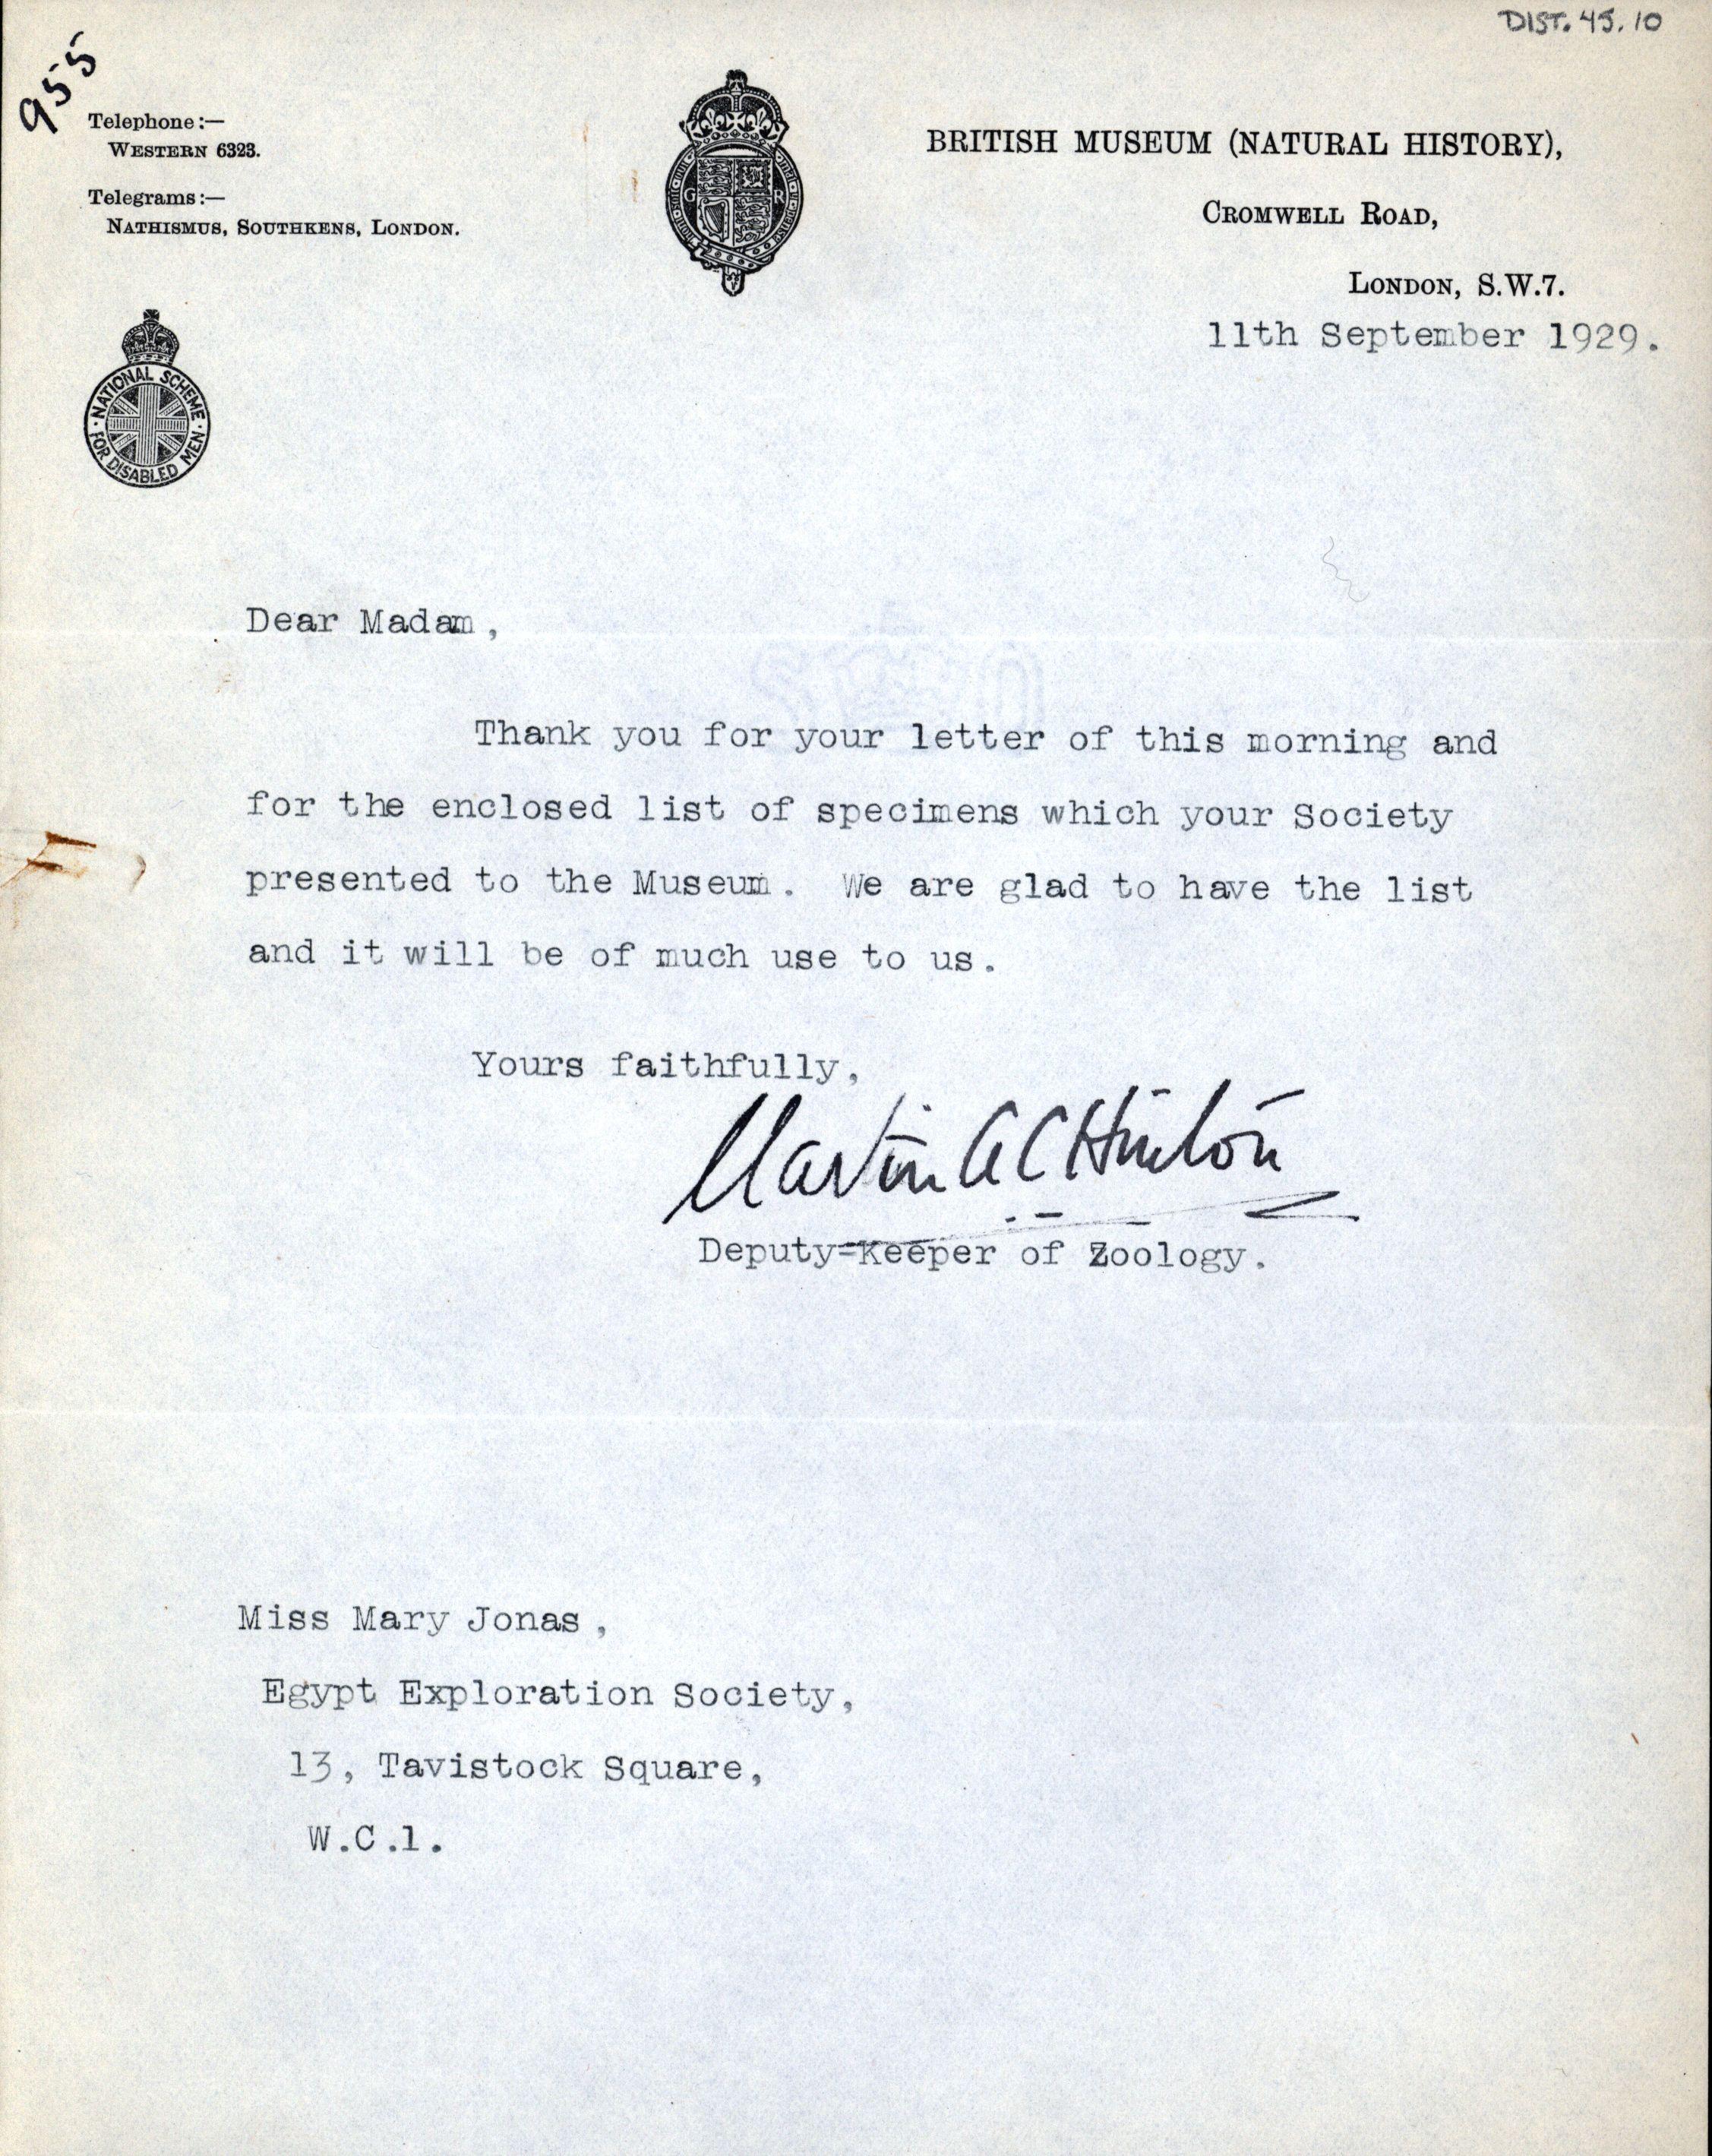 DIST. 45.10
955
Telephone:—
WESTERN 6323.
Telegrams:—
NATHISMUS, SOUTHKENS, LONDON.
G R
BRITISH MUSEUM (NATURAL HISTORY),
CROMWELL ROAD,
LONDON, S.W.7.
11th September 1929.
NATIONAL SCHEME
FOR DISABLED MEN
Dear Madam,
Thank you for your letter of this morning and
for the enclosed list of specimens which your Society
presented to the Museum. We are glad to have the list
and it will be of much use to us.
Yours faithfully,
Martin A C Hinton
Deputy-Keeper of Zoology.
Miss Mary Jonas,
Egypt Exploration Society,
13, Tavistock Square,
W.C.1.